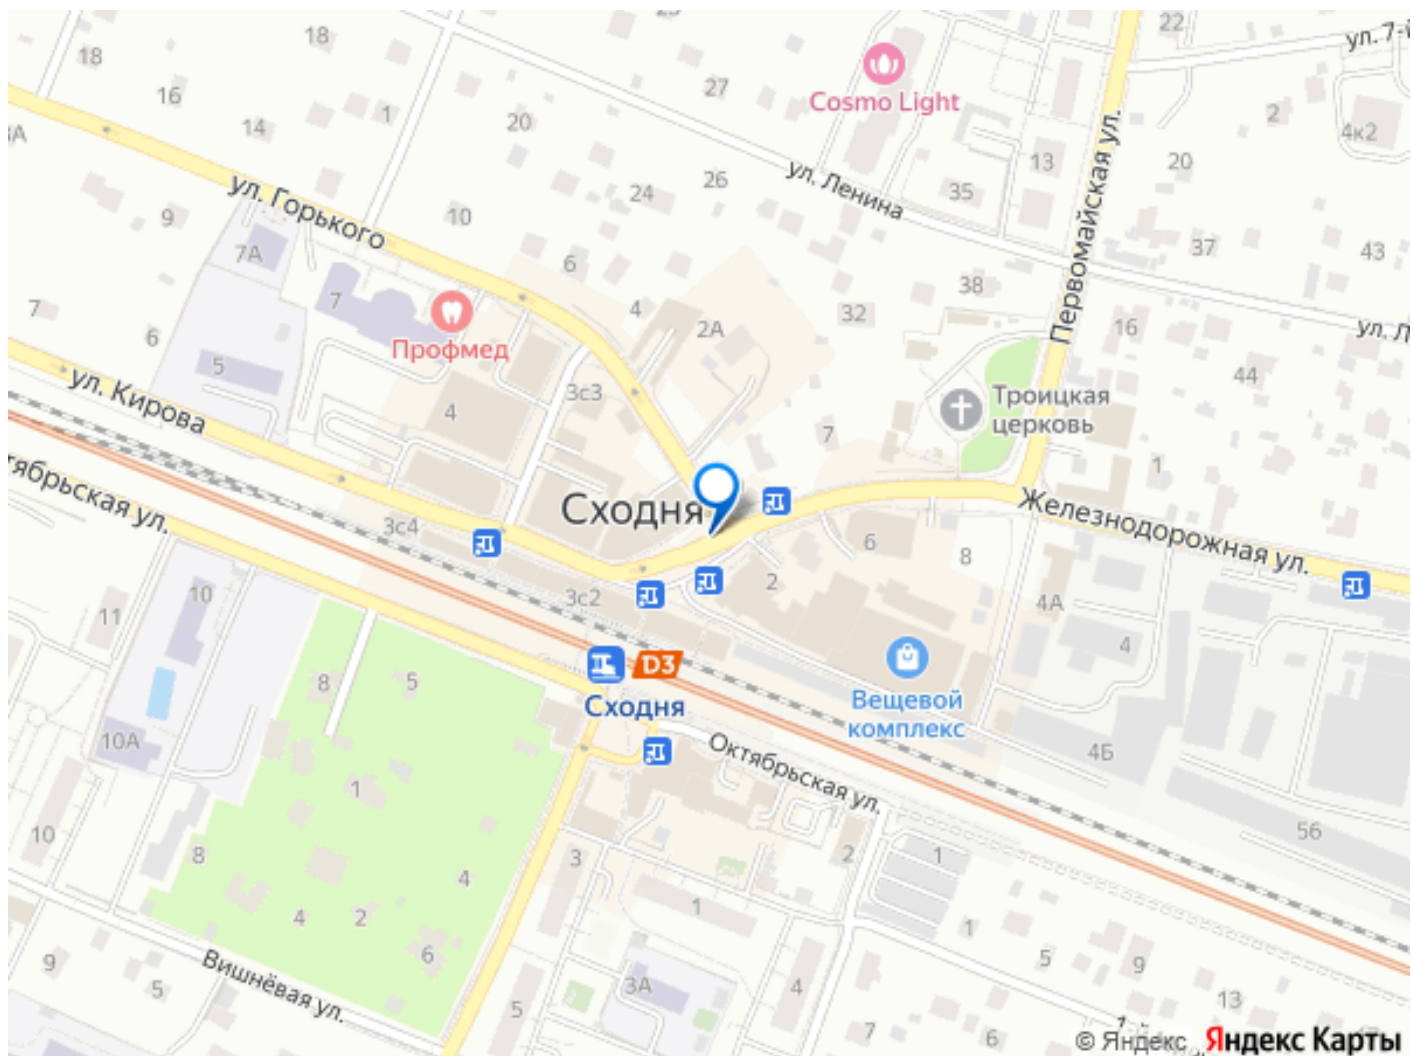 22
ул. 7-й
18
18
Cosmo Light
27
16
1
2
4к2
14
20
13
20
ул. Ленина
26
24
35
Первомайская ул.
ул. Горького
9
10
37
43
7А
6
38
7
4
32
16
ул. Л
7
2А
6
Профмед
5
44
ул. Кирова
3с3
4
Троицкая
церковь
7
1
тябрьская ул.
Сходня
Железнодорожная ул.
3с4
6
8
2
10
3с2
4А
11
4
D3
8
5
Сходня
Вещевой
комплекс
10А
Октябрьская ул.
4Б
1
10
56
8
3
2
1
4
1
4
2
1
6
Вишнёвая ул.
9
5
5
9
3А
4
13
5
7
6
© Яндекс Яндекс Карты